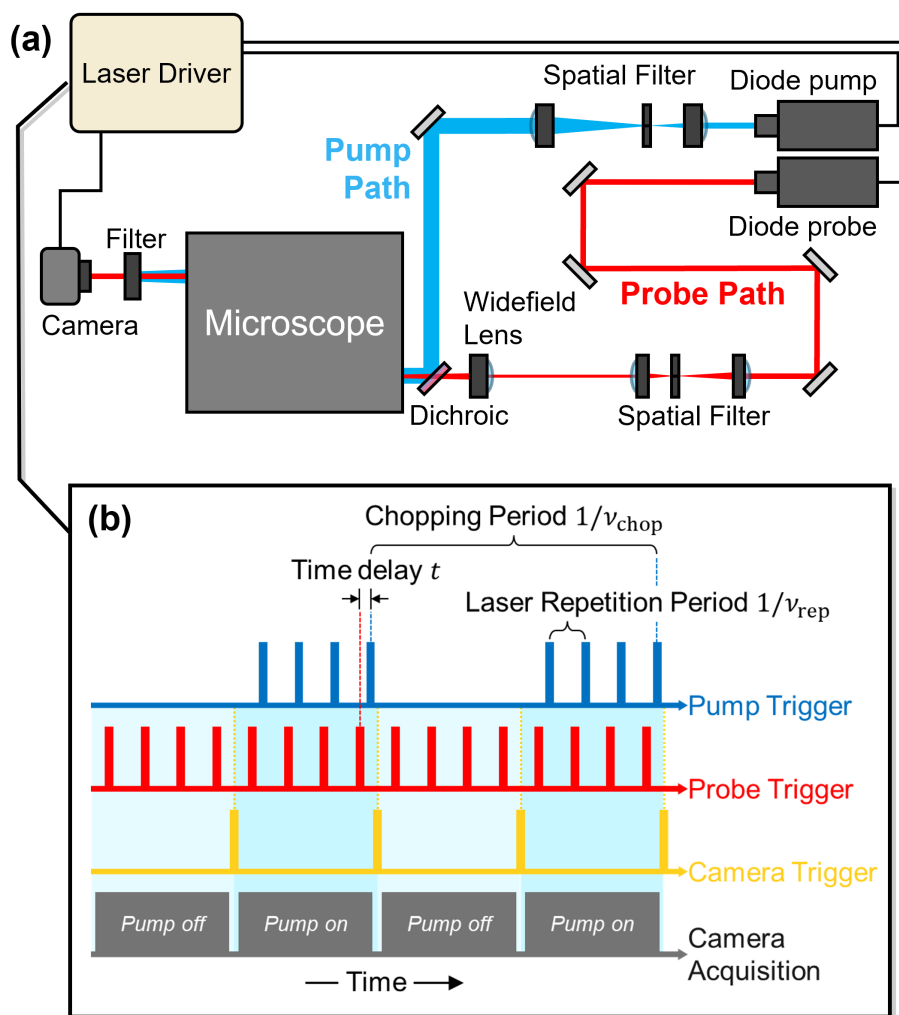 (a)
Laser Driver
Spatial Filter
Diode pump
Pump
Path
Diode probe
Filter
Camera
Microscope
Widefield
Lens
Probe Path
Dichroic
Spatial Filter
(b)
Chopping Period 1/νchop
Time delay t
Laser Repetition Period 1/νrep
Pump Trigger
Probe Trigger
Camera Trigger
Pump off
Pump on
Pump off
Pump on
Camera
Acquisition
Time